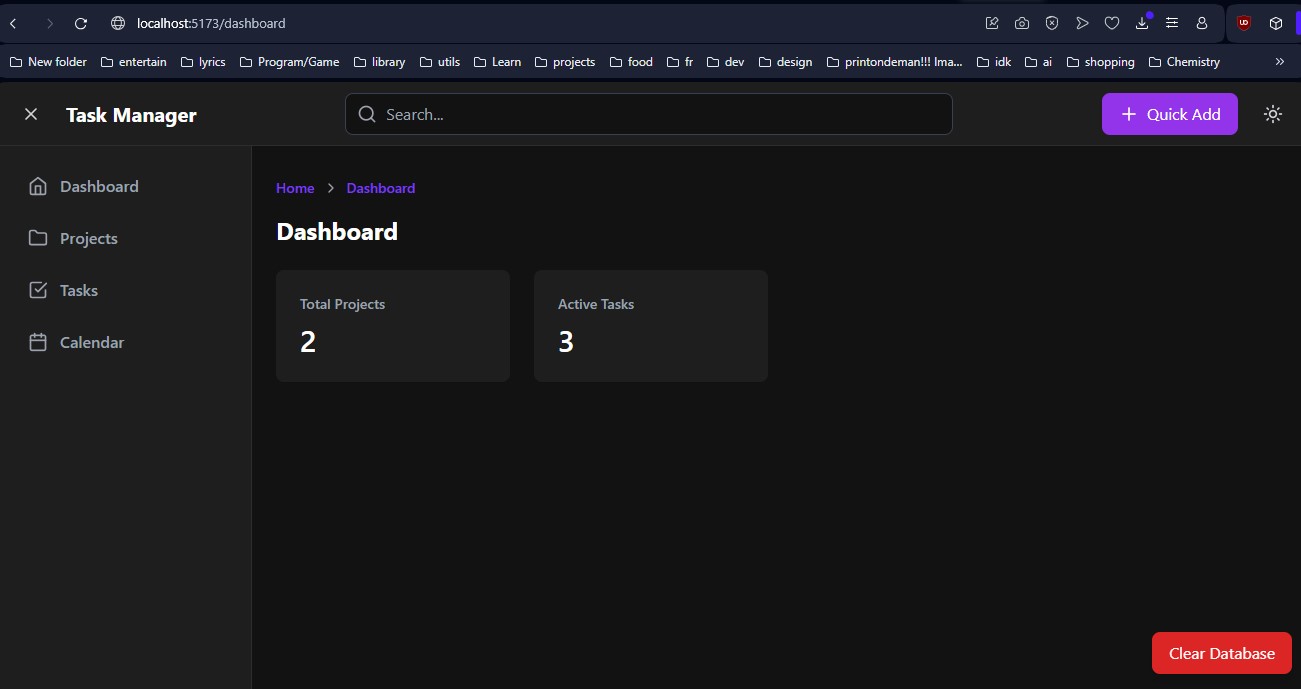 localhost:5173/dashboard
New folder entertain lyrics Program/Game library utils Learn projects food fr dev design printondeman!!! Ima... idk ai shopping Chemistry
Task Manager Search... Quick Add
Dashboard
Projects
Tasks
Calendar
Home Dashboard
Dashboard
Total Projects Active Tasks
2 3
Clear Database